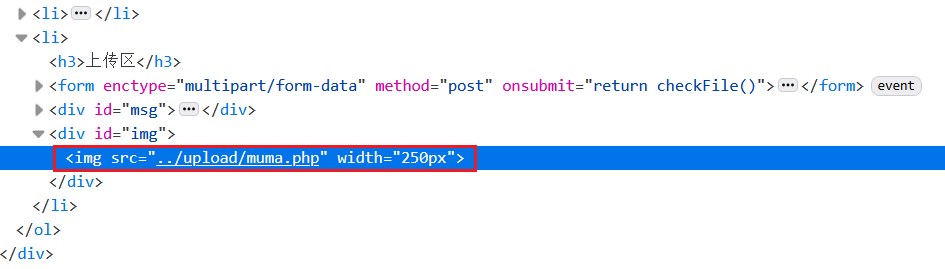 <li>···</li>
<li>
<h3>上传区</h3>
<form enctype="multipart/form-data" method="post" onsubmit="return checkFile()">···</form> event
<div id="msg">···</div>
<div id="img">
<img src="../upload/muma.php" width="250px">
</div>
</li>
</ol>
</div>